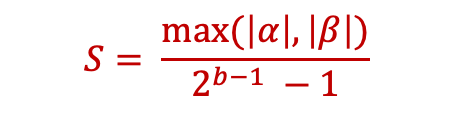 S = max(|α|, |β|) / (2^{b−1} − 1)